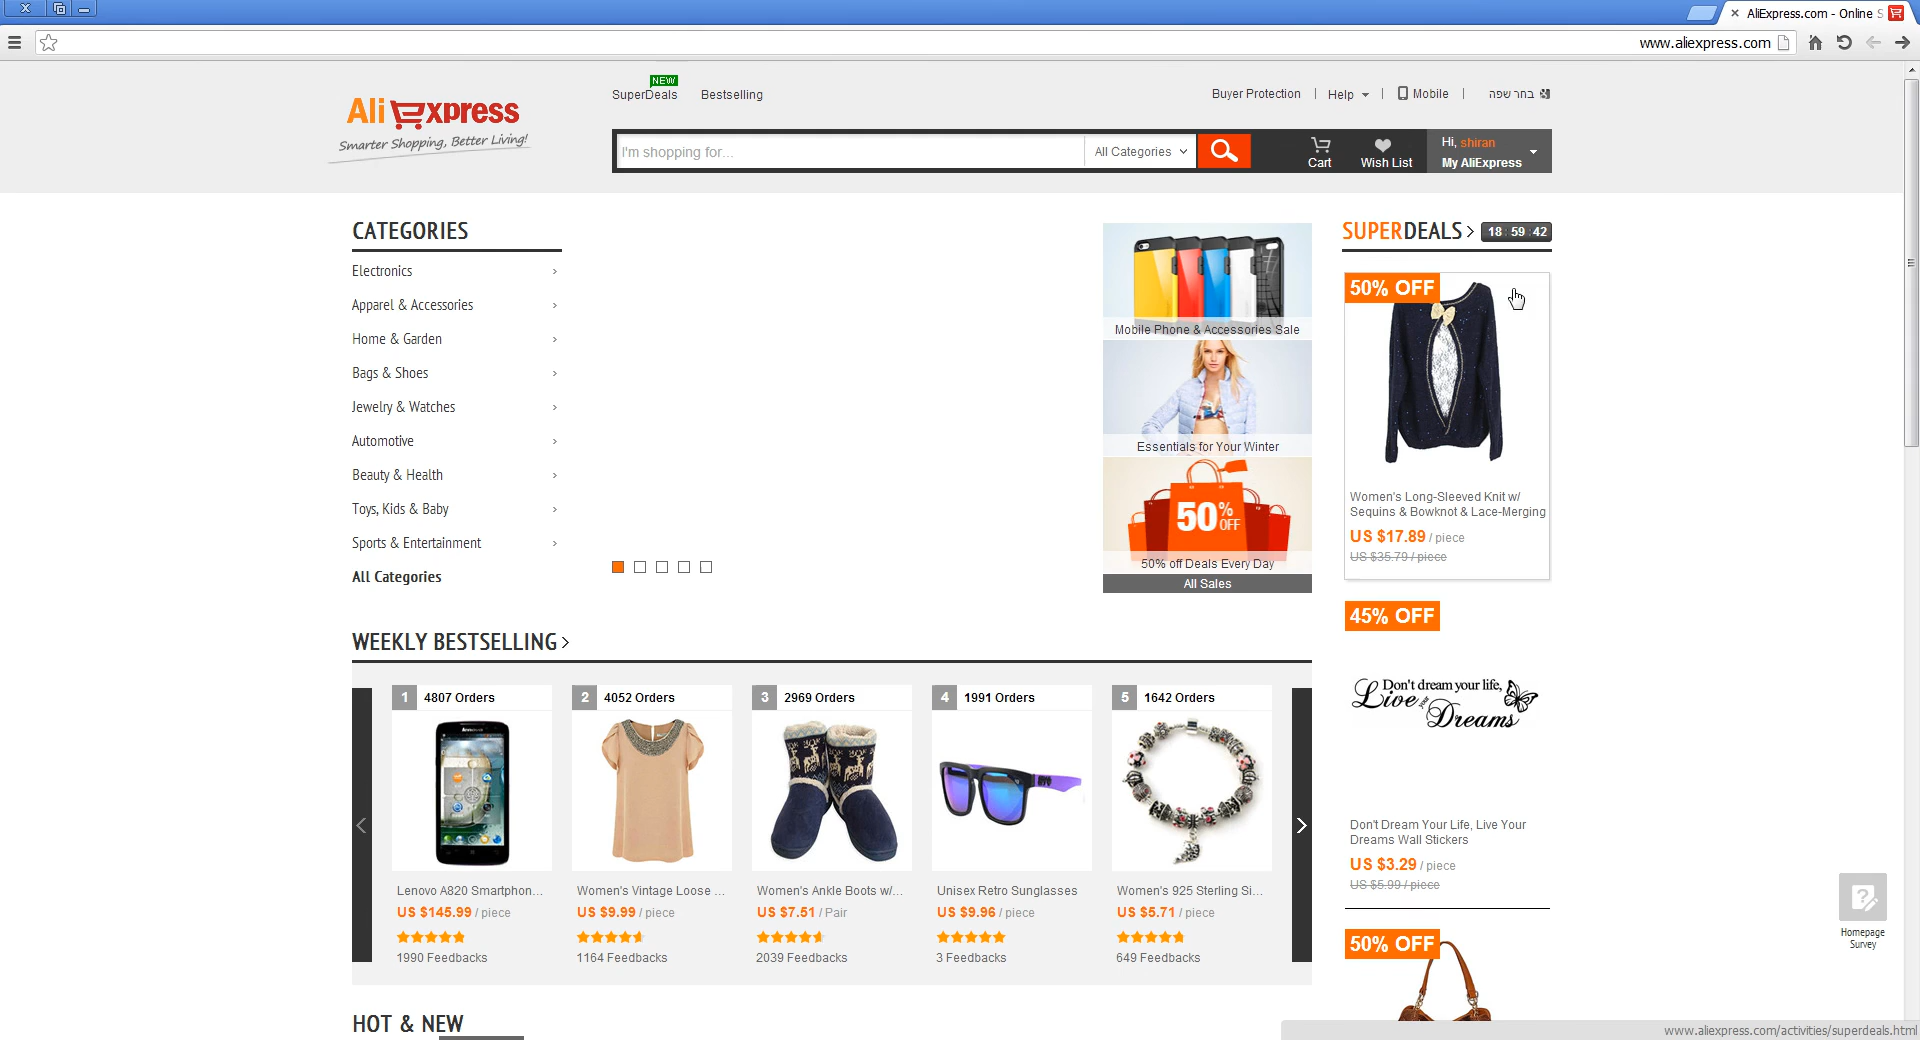 AliExpress.com - Online S
www.aliexpress.com
AliExpress
Smarter Shopping, Better Living!
NEW
SuperDeals
Bestselling
Buyer Protection
Help
Mobile
בחר שפה
I'm shopping for...
All Categories
Cart
Wish List
Hi, shiran
My AliExpress
CATEGORIES
Electronics
Apparel & Accessories
Home & Garden
Bags & Shoes
Jewelry & Watches
Automotive
Beauty & Health
Toys, Kids & Baby
Sports & Entertainment
All Categories
Mobile Phone & Accessories Sale
Essentials for Your Winter
50% OFF
50% off Deals Every Day
All Sales
SUPERDEALS
18 : 59 : 42
50% OFF
Women's Long-Sleeved Knit w/
Sequins & Bowknot & Lace-Merging
US $17.89 / piece
US $35.79 / piece
45% OFF
Don't dream your life,
Live your
Dreams
Don't Dream Your Life, Live Your
Dreams Wall Stickers
US $3.29 / piece
US $5.99 / piece
50% OFF
WEEKLY BESTSELLING
1 4807 Orders
Lenovo A820 Smartphon...
US $145.99 / piece
1990 Feedbacks
2 4052 Orders
Women's Vintage Loose ...
US $9.99 / piece
1164 Feedbacks
3 2969 Orders
Women's Ankle Boots w/...
US $7.51 / Pair
2039 Feedbacks
4 1991 Orders
Unisex Retro Sunglasses
US $9.96 / piece
3 Feedbacks
5 1642 Orders
Women's 925 Sterling Si...
US $5.71 / piece
649 Feedbacks
HOT & NEW
Homepage
Survey
www.aliexpress.com/activities/superdeals.html